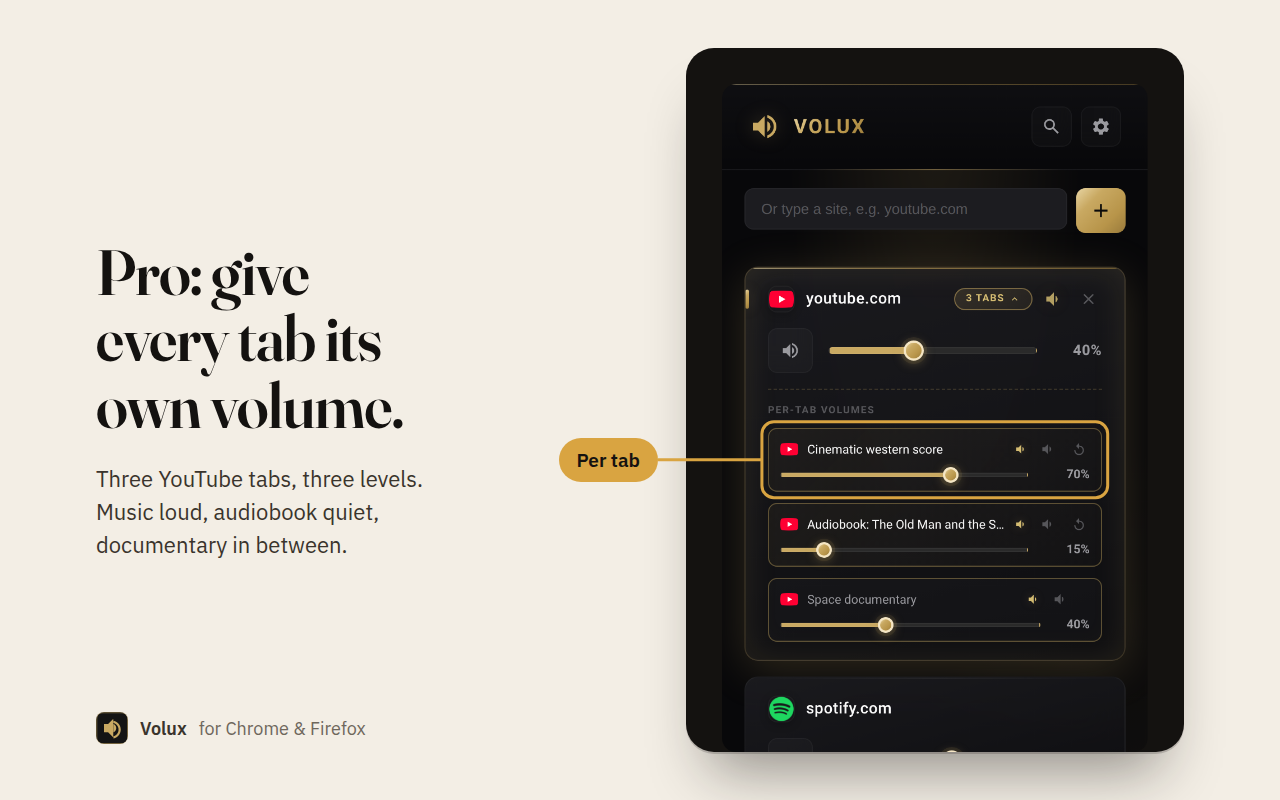 Pro: give
every tab its
own volume.
Three YouTube tabs, three levels.
Music loud, audiobook quiet,
documentary in between.
Volux for Chrome & Firefox
Per tab
VOLUX
Or type a site, e.g. youtube.com
+
youtube.com
3 TABS
40%
PER-TAB VOLUMES
Cinematic western score
70%
Audiobook: The Old Man and the S...
15%
Space documentary
40%
spotify.com